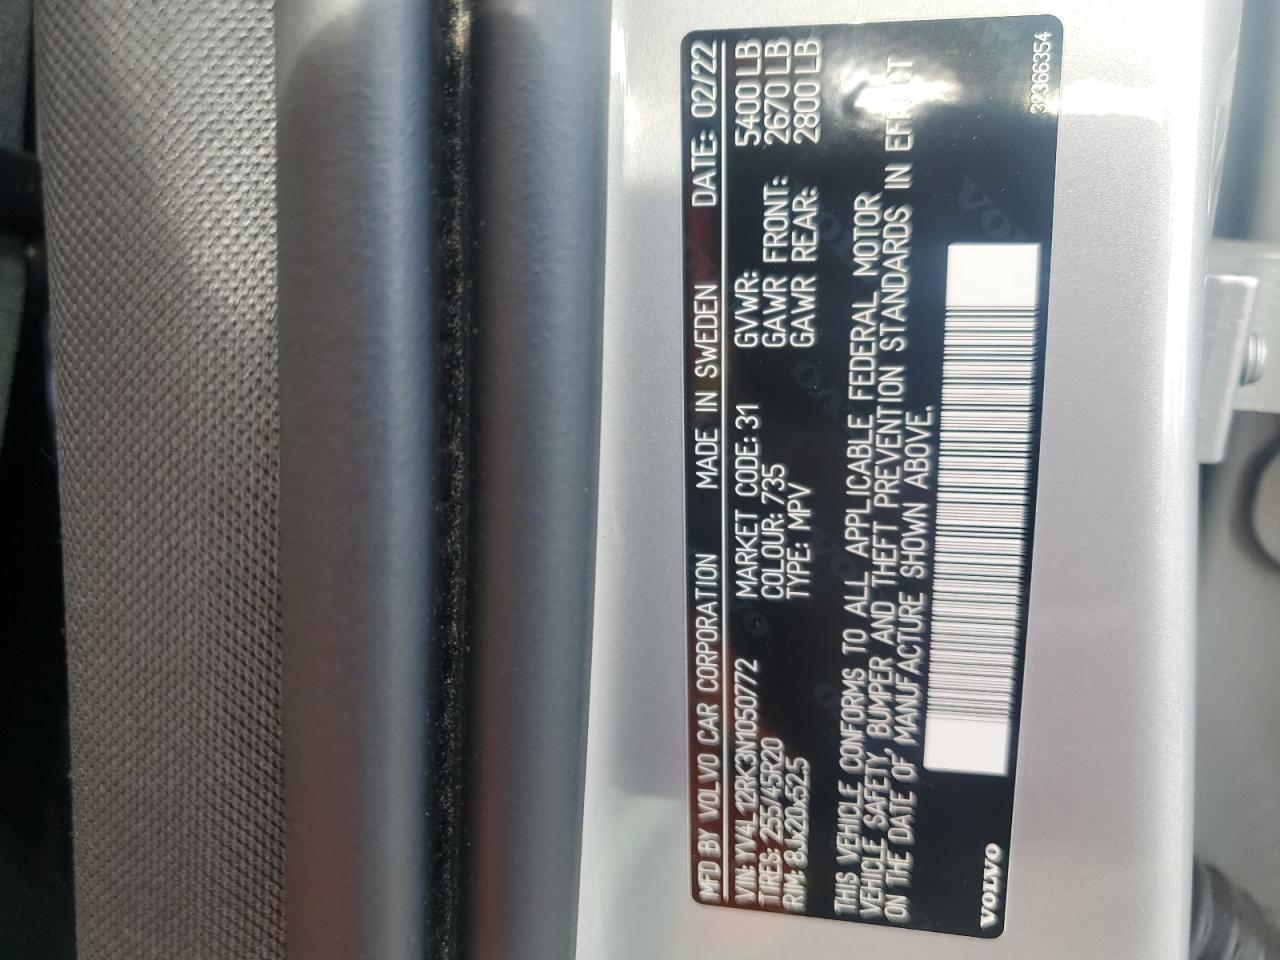 MFD BY VOLVO CAR CORPORATION MADE IN SWEDEN DATE: 02/22
VIN: YV4L12RK3N1050772 MARKET CODE: 31 GVWR: 5400 LB
TIRES: 255/45R20 COLOUR: 735 GAWR FRONT: 2670 LB
RIM: 8Jx20x52.5 TYPE: MPV GAWR REAR: 2800 LB
THIS VEHICLE CONFORMS TO ALL APPLICABLE FEDERAL MOTOR
VEHICLE SAFETY, BUMPER AND THEFT PREVENTION STANDARDS IN EFFECT
ON THE DATE OF MANUFACTURE SHOWN ABOVE.
VOLVO
32366354